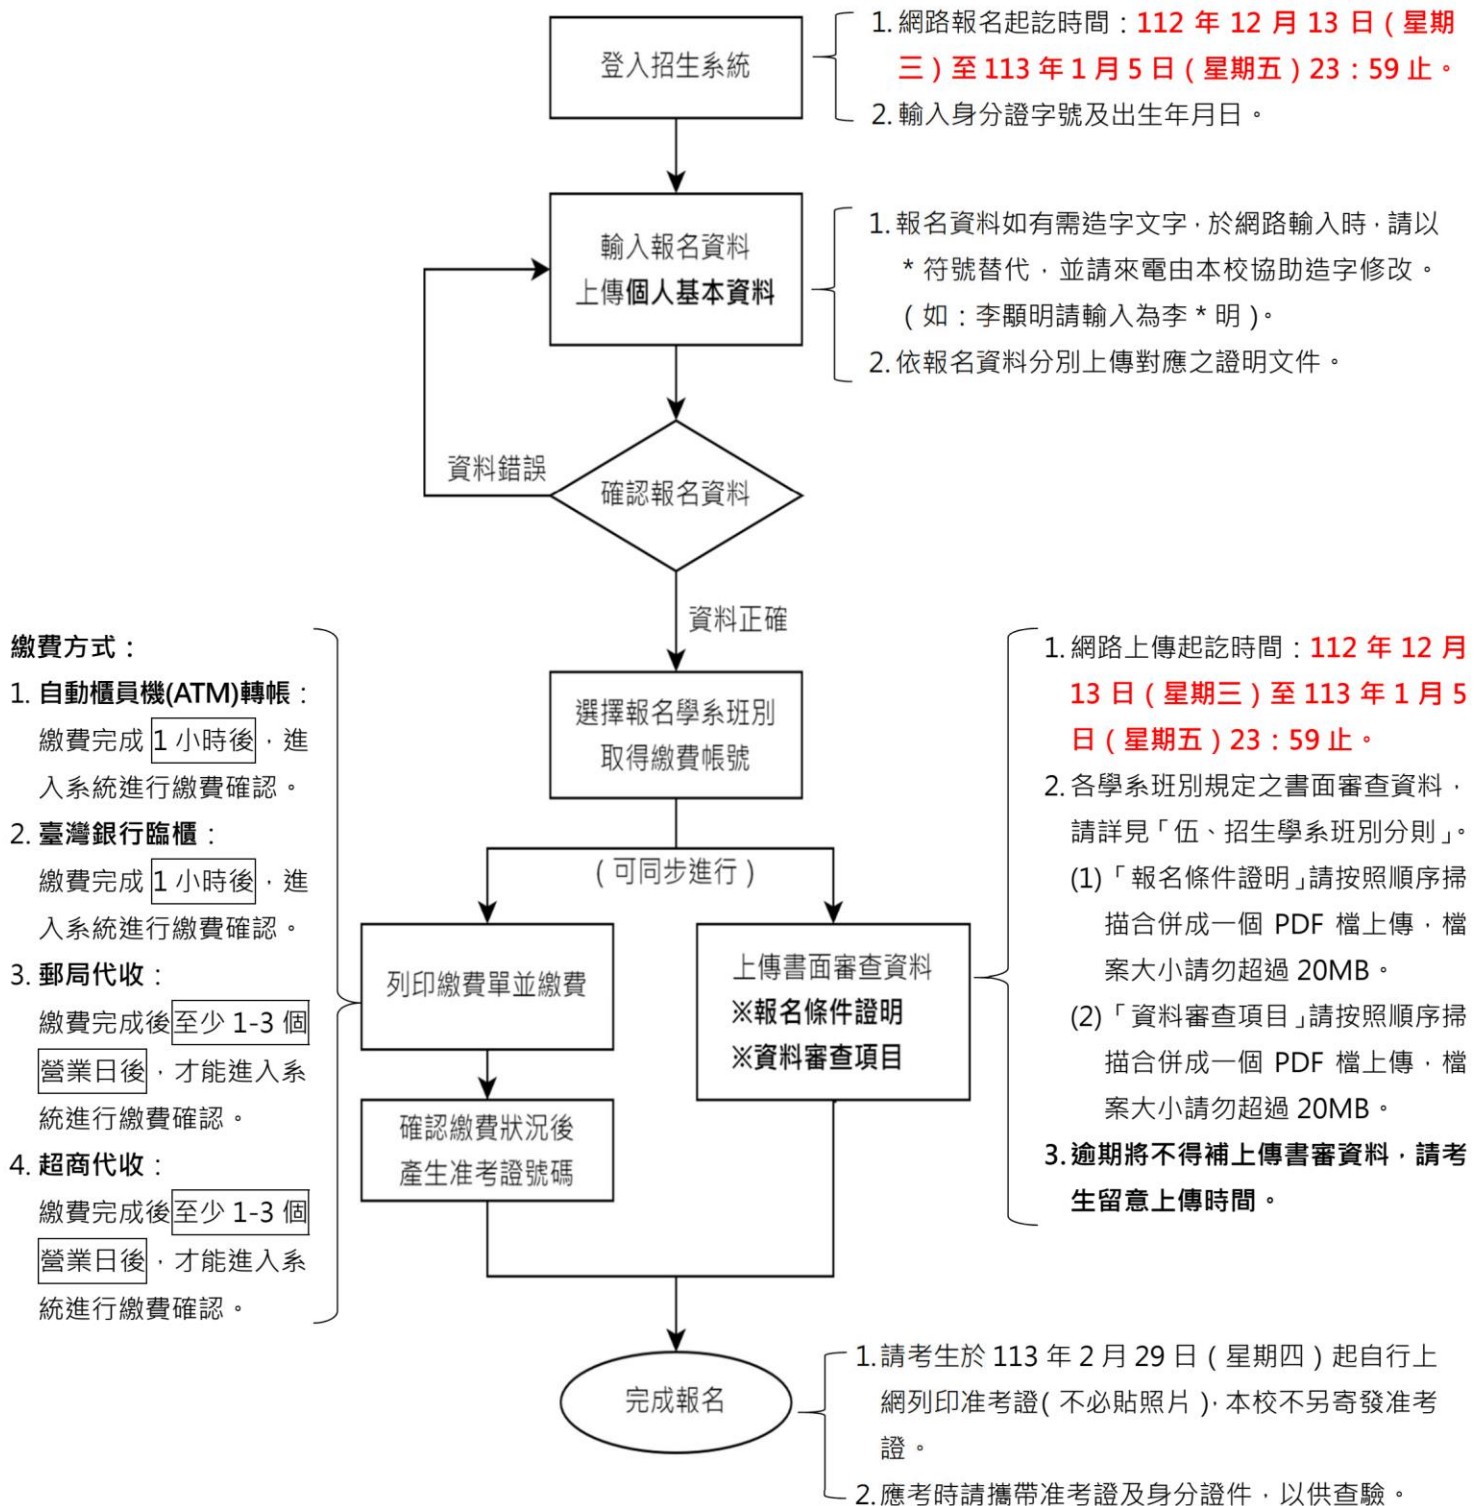 登入招生系統
1. 網路報名起訖時間：112 年 12 月 13 日（星期
三）至 113 年 1 月 5 日（星期五）23：59 止。
2. 輸入身分證字號及出生年月日。
輸入報名資料
上傳個人基本資料
1. 報名資料如有需造字文字，於網路輸入時，請以
＊符號替代，並請來電由本校協助造字修改。
（如：李顒明請輸入為李＊明）。
2. 依報名資料分別上傳對應之證明文件。
資料錯誤
確認報名資料
資料正確
繳費方式：
1. 自動櫃員機(ATM)轉帳：
繳費完成 1 小時後，進
入系統進行繳費確認。
2. 臺灣銀行臨櫃：
繳費完成 1 小時後，進
入系統進行繳費確認。
3. 郵局代收：
繳費完成後至少 1-3 個
營業日後，才能進入系
統進行繳費確認。
4. 超商代收：
繳費完成後至少 1-3 個
營業日後，才能進入系
統進行繳費確認。
選擇報名學系班別
取得繳費帳號
（可同步進行）
列印繳費單並繳費
確認繳費狀況後
產生准考證號碼
上傳書面審查資料
※報名條件證明
※資料審查項目
1. 網路上傳起訖時間：112 年 12 月
13 日（星期三）至 113 年 1 月 5
日（星期五）23：59 止。
2. 各學系班別規定之書面審查資料，
請詳見「伍、招生學系班別分則」。
(1)「報名條件證明」請按照順序掃
描合併成一個 PDF 檔上傳，檔
案大小請勿超過 20MB。
(2)「資料審查項目」請按照順序掃
描合併成一個 PDF 檔上傳，檔
案大小請勿超過 20MB。
3. 逾期將不得補上傳書審資料，請考
生留意上傳時間。
完成報名
1. 請考生於 113 年 2 月 29 日（星期四）起自行上
網列印准考證（不必貼照片），本校不另寄發准考
證。
2. 應考時請攜帶准考證及身分證件，以供查驗。